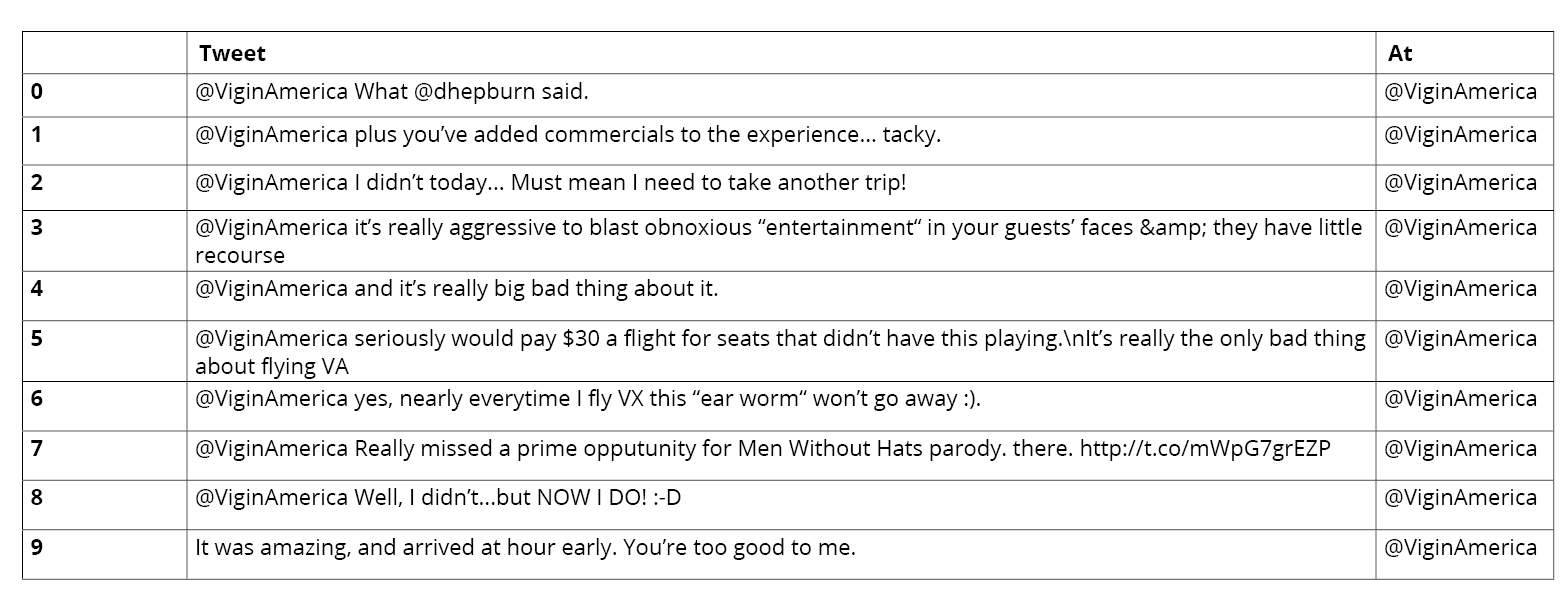 Tweet At
0 @ViginAmerica What @dhepburn said. @ViginAmerica
1 @ViginAmerica plus you’ve added commercials to the experience... tacky. @ViginAmerica
2 @ViginAmerica I didn’t today... Must mean I need to take another trip! @ViginAmerica
3 @ViginAmerica it’s really aggressive to blast obnoxious “entertainment“ in your guests’ faces &amp; they have little @ViginAmerica
recourse
4 @ViginAmerica and it’s really big bad thing about it. @ViginAmerica
5 @ViginAmerica seriously would pay $30 a flight for seats that didn’t have this playing.\nIt’s really the only bad thing @ViginAmerica
about flying VA
6 @ViginAmerica yes, nearly everytime I fly VX this “ear worm“ won’t go away :). @ViginAmerica
7 @ViginAmerica Really missed a prime opputunity for Men Without Hats parody. there. http://t.co/mWpG7grEZP @ViginAmerica
8 @ViginAmerica Well, I didn’t...but NOW I DO! :-D @ViginAmerica
9 It was amazing, and arrived at hour early. You’re too good to me. @ViginAmerica